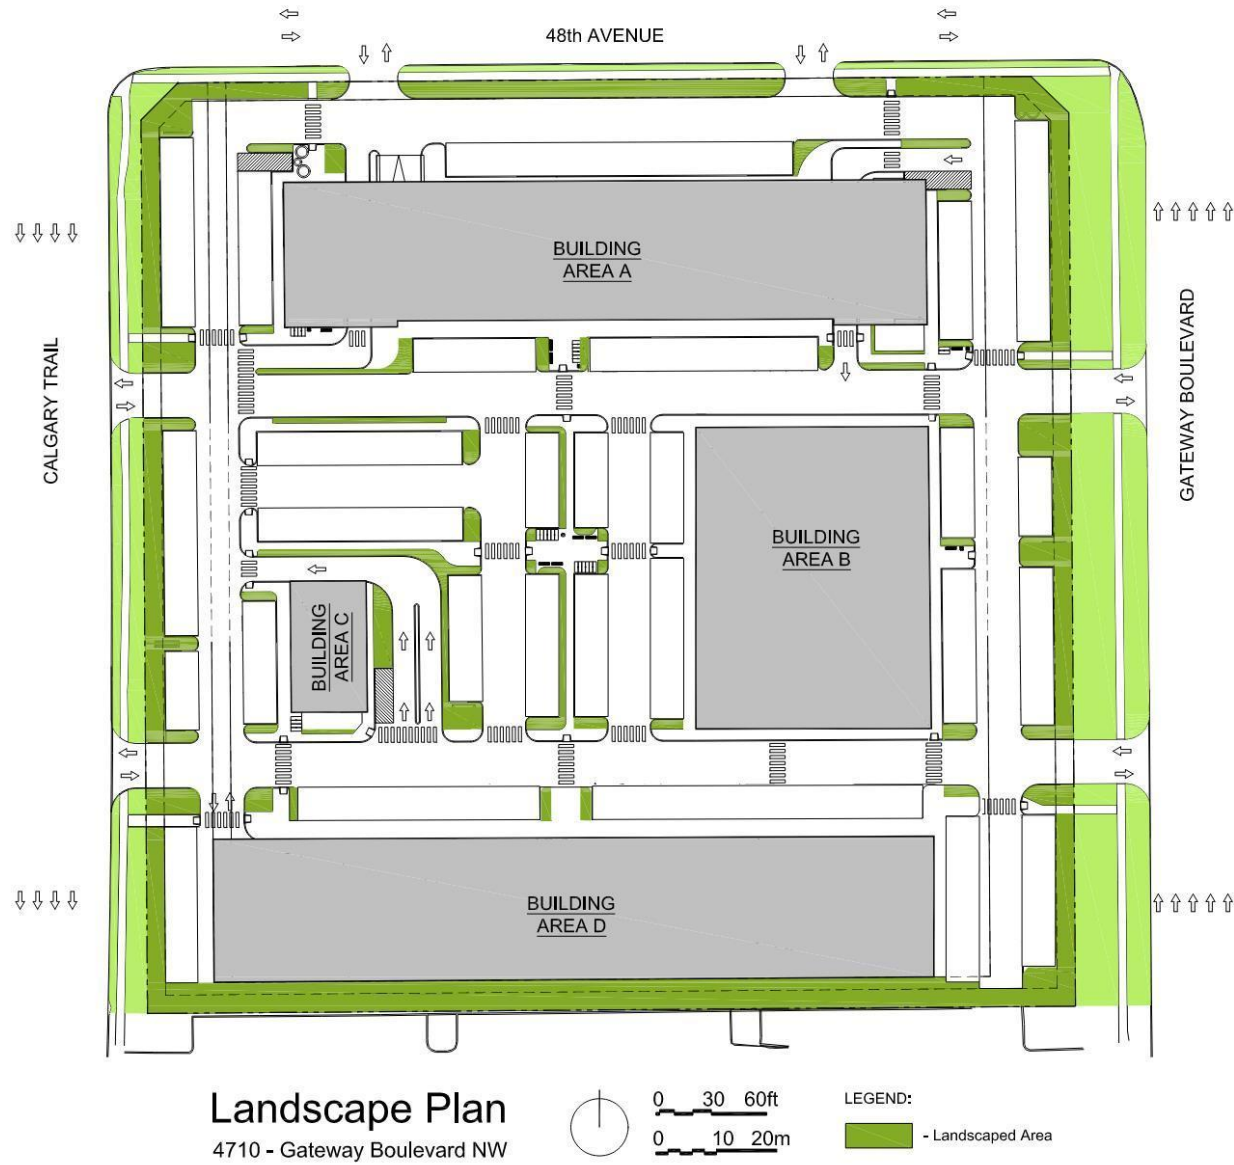 48th AVENUE
BUILDING
AREA A
CALGARY TRAIL
GATEWAY BOULEVARD
BUILDING
AREA B
BUILDING
AREA C
BUILDING
AREA D
Landscape Plan
4710 - Gateway Boulevard NW
0 30 60ft
0 10 20m
LEGEND:
- Landscaped Area